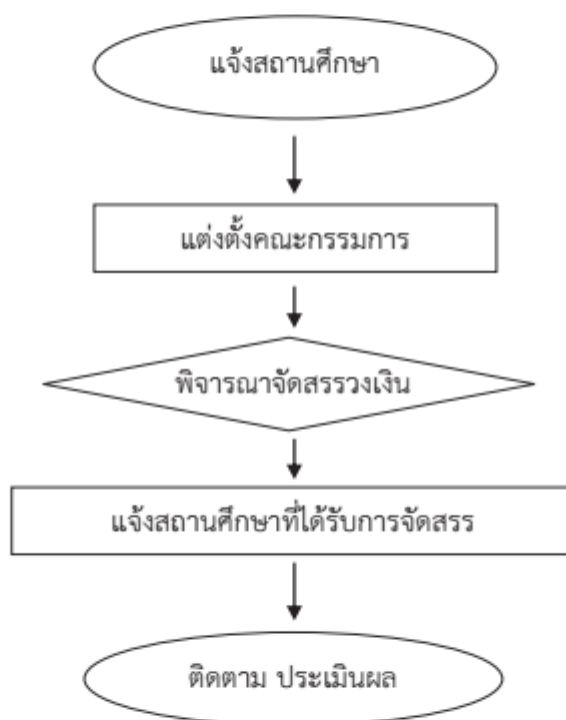 แจ้งสถานศึกษา
แต่งตั้งคณะกรรมการ
พิจารณาจัดสรรวงเงิน
แจ้งสถานศึกษาที่ได้รับการจัดสรร
ติดตาม ประเมินผล